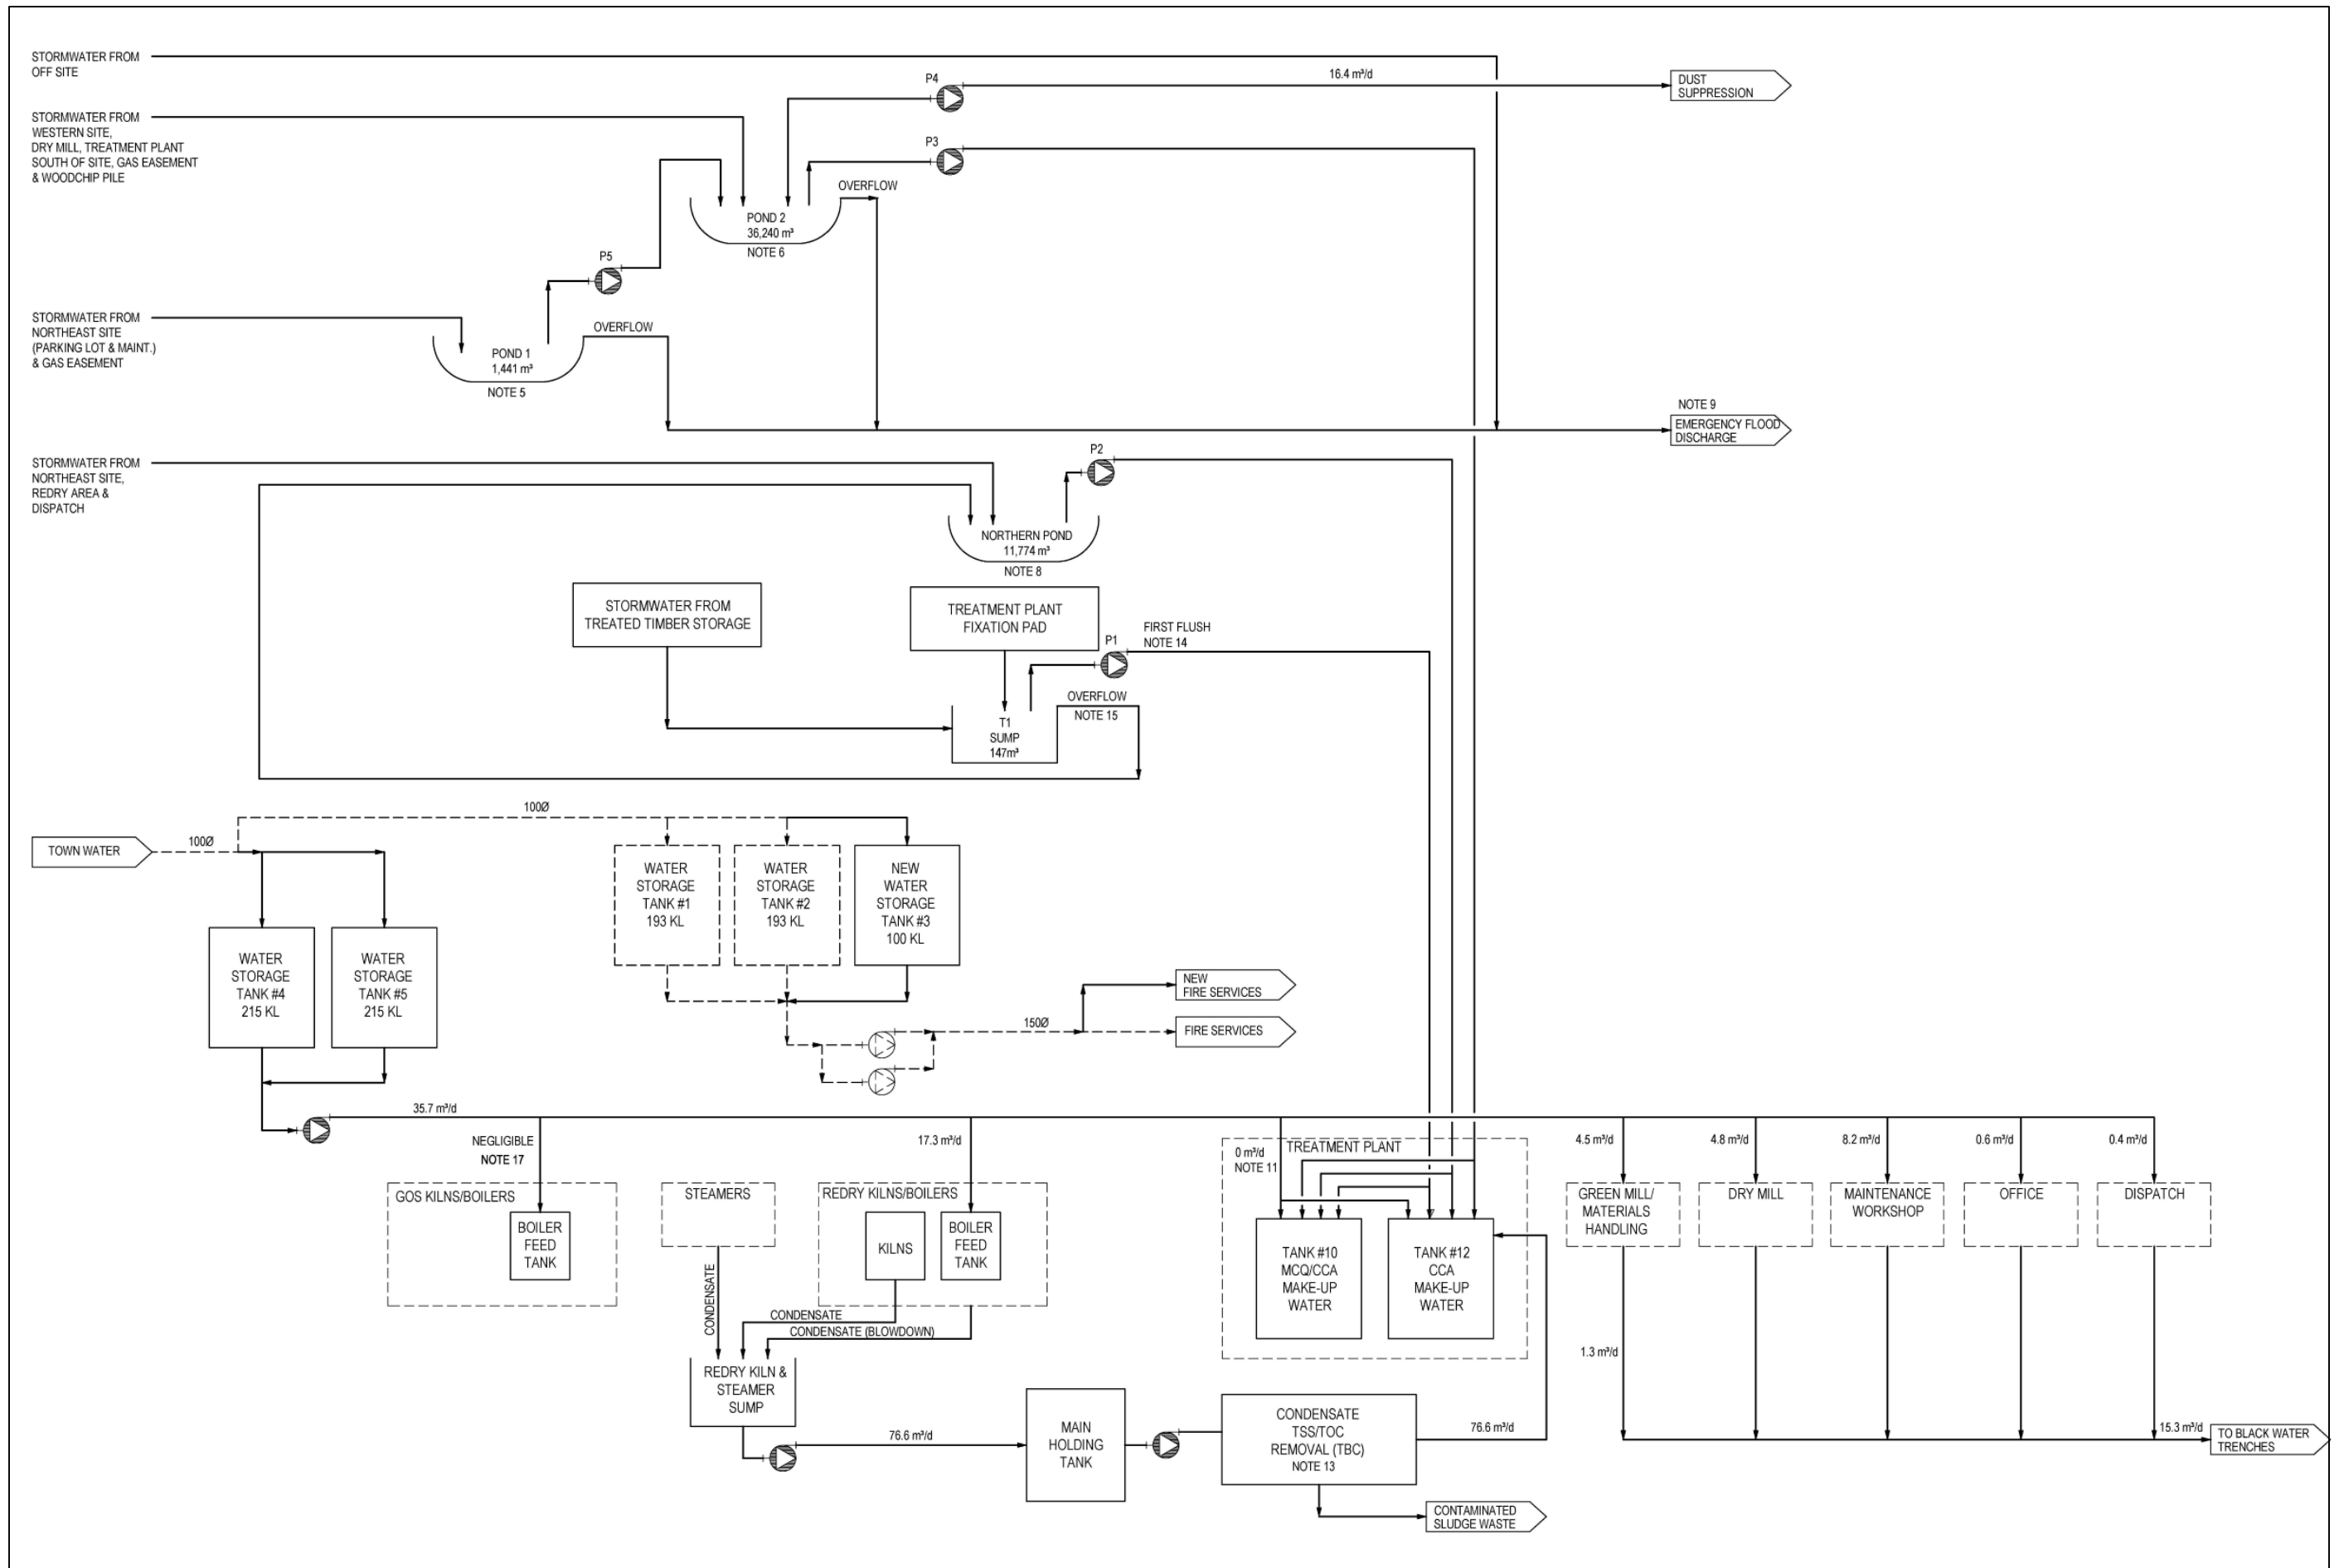 STORMWATER FROM
OFF SITE
P4
16.4 m³/d
DUST
SUPPRESSION
STORMWATER FROM
WESTERN SITE,
DRY MILL, TREATMENT PLANT
SOUTH OF SITE, GAS EASEMENT
& WOODCHIP PILE
P3
OVERFLOW
POND 2
36,240 m³
NOTE 6
P5
STORMWATER FROM
NORTHEAST SITE
(PARKING LOT & MAINT.)
& GAS EASEMENT
OVERFLOW
POND 1
1,441 m³
NOTE 5
NOTE 9
EMERGENCY FLOOD
DISCHARGE
STORMWATER FROM
NORTHEAST SITE,
REDRY AREA &
DISPATCH
P2
NORTHERN POND
11,774 m³
NOTE 8
STORMWATER FROM
TREATED TIMBER STORAGE
TREATMENT PLANT
FIXATION PAD
P1
FIRST FLUSH
NOTE 14
OVERFLOW
NOTE 15
T1
SUMP
147m³
TOWN WATER
100Ø
100Ø
WATER
STORAGE
TANK #1
193 KL
WATER
STORAGE
TANK #2
193 KL
NEW
WATER
STORAGE
TANK #3
100 KL
WATER
STORAGE
TANK #4
215 KL
WATER
STORAGE
TANK #5
215 KL
NEW
FIRE SERVICES
150Ø
FIRE SERVICES
35.7 m³/d
NEGLIGIBLE
NOTE 17
17.3 m³/d
0 m³/d
NOTE 11
TREATMENT PLANT
4.5 m³/d
4.8 m³/d
8.2 m³/d
0.6 m³/d
0.4 m³/d
GOS KILNS/BOILERS
BOILER
FEED
TANK
STEAMERS
REDRY KILNS/BOILERS
KILNS
BOILER
FEED
TANK
TANK #10
MCQ/CCA
MAKE-UP
WATER
TANK #12
CCA
MAKE-UP
WATER
GREEN MILL/
MATERIALS
HANDLING
DRY MILL
MAINTENANCE
WORKSHOP
OFFICE
DISPATCH
CONDENSATE
CONDENSATE
CONDENSATE (BLOWDOWN)
1.3 m³/d
REDRY KILN &
STEAMER
SUMP
76.6 m³/d
MAIN
HOLDING
TANK
CONDENSATE
TSS/TOC
REMOVAL (TBC)
NOTE 13
76.6 m³/d
15.3 m³/d
TO BLACK WATER
TRENCHES
CONTAMINATED
SLUDGE WASTE